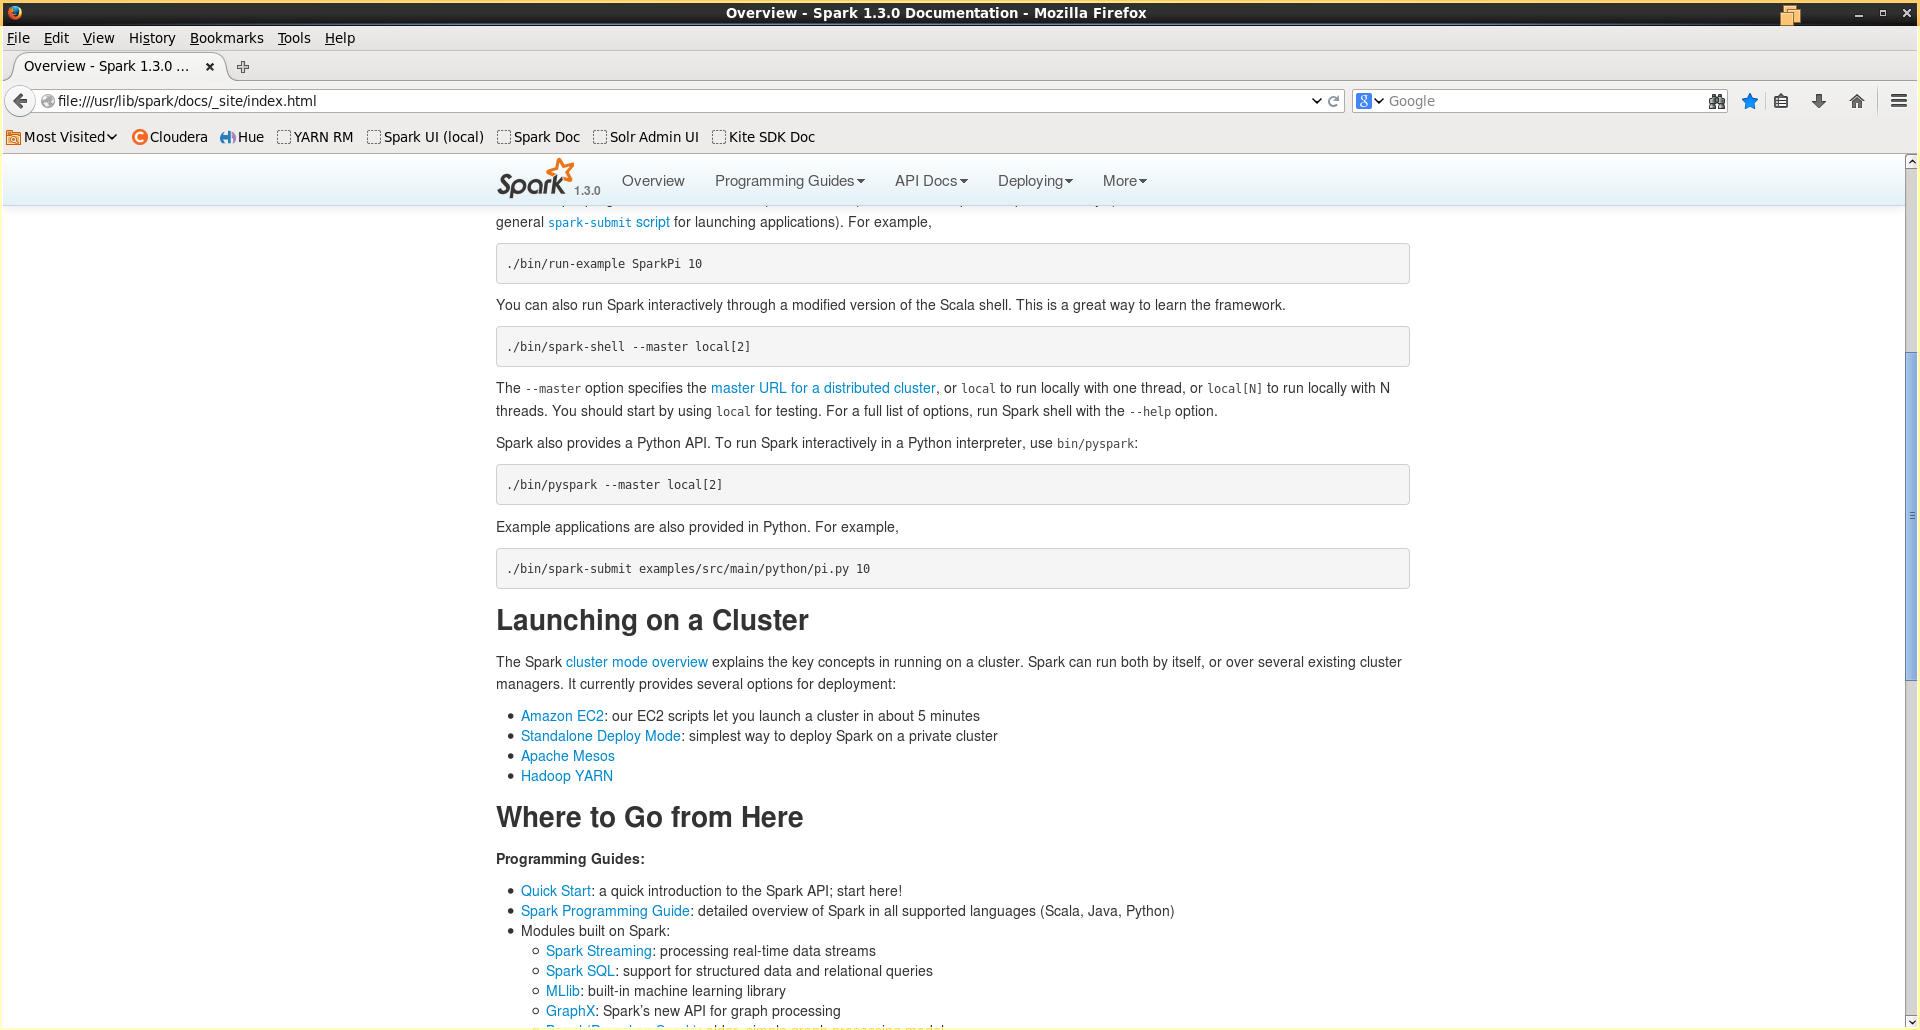 Overview - Spark 1.3.0 Documentation - Mozilla Firefox
File Edit View History Bookmarks Tools Help
Overview - Spark 1.3.0 ...
file:///usr/lib/spark/docs/_site/index.html
Google
Most Visited Cloudera Hue YARN RM Spark UI (local) Spark Doc Solr Admin UI Kite SDK Doc
Spark 1.3.0 Overview Programming Guides API Docs Deploying More
general spark-submit script for launching applications). For example,
./bin/run-example SparkPi 10
You can also run Spark interactively through a modified version of the Scala shell. This is a great way to learn the framework.
./bin/spark-shell --master local[2]
The --master option specifies the master URL for a distributed cluster, or local to run locally with one thread, or local[N] to run locally with N
threads. You should start by using local for testing. For a full list of options, run Spark shell with the --help option.
Spark also provides a Python API. To run Spark interactively in a Python interpreter, use bin/pyspark:
./bin/pyspark --master local[2]
Example applications are also provided in Python. For example,
./bin/spark-submit examples/src/main/python/pi.py 10
Launching on a Cluster
The Spark cluster mode overview explains the key concepts in running on a cluster. Spark can run both by itself, or over several existing cluster
managers. It currently provides several options for deployment:
• Amazon EC2: our EC2 scripts let you launch a cluster in about 5 minutes
• Standalone Deploy Mode: simplest way to deploy Spark on a private cluster
• Apache Mesos
• Hadoop YARN
Where to Go from Here
Programming Guides:
• Quick Start: a quick introduction to the Spark API; start here!
• Spark Programming Guide: detailed overview of Spark in all supported languages (Scala, Java, Python)
• Modules built on Spark:
Spark Streaming: processing real-time data streams
Spark SQL: support for structured data and relational queries
MLlib: built-in machine learning library
GraphX: Spark's new API for graph processing